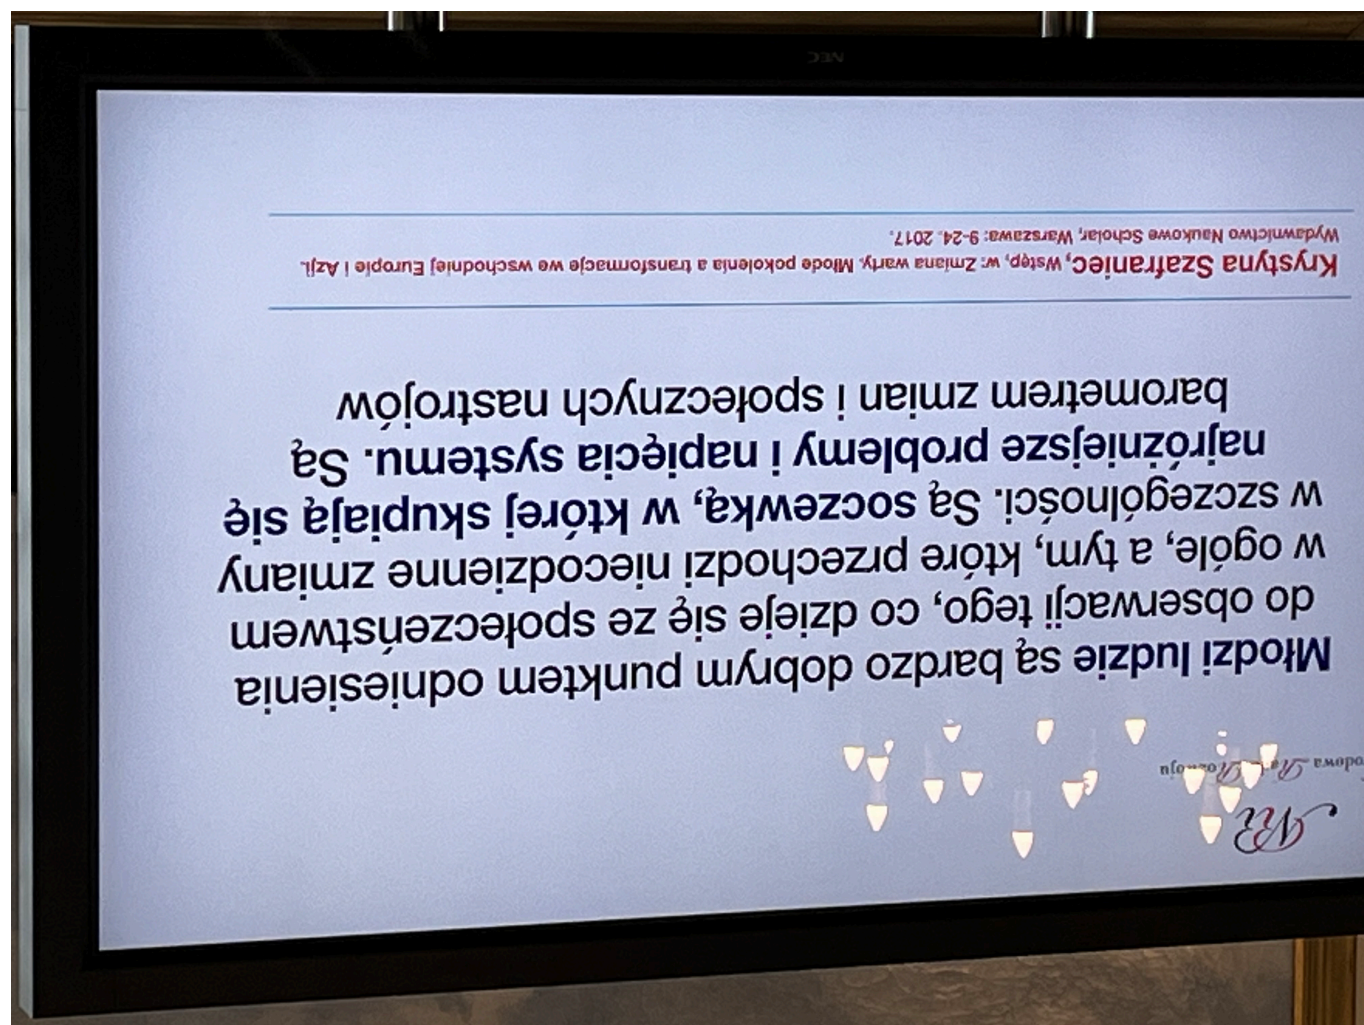 Młodzi ludzie są bardzo dobrym punktem odniesienia
do obserwacji tego, co dzieje się ze społeczeństwem
w ogóle, a tym, które przechodzi niecodzienne zmiany
w szczególności. Są soczewką, w której skupiają się
najróżniejsze problemy i napięcia systemu. Są
barometrem zmian i społecznych nastrojów
Krystyna Szafraniec, Wstęp, w: Zmiana warty. Młode pokolenia a transformacje we wschodniej Europie i Azji.
Wydawnictwo Naukowe Scholar, Warszawa: 9-24. 2017.
NEC